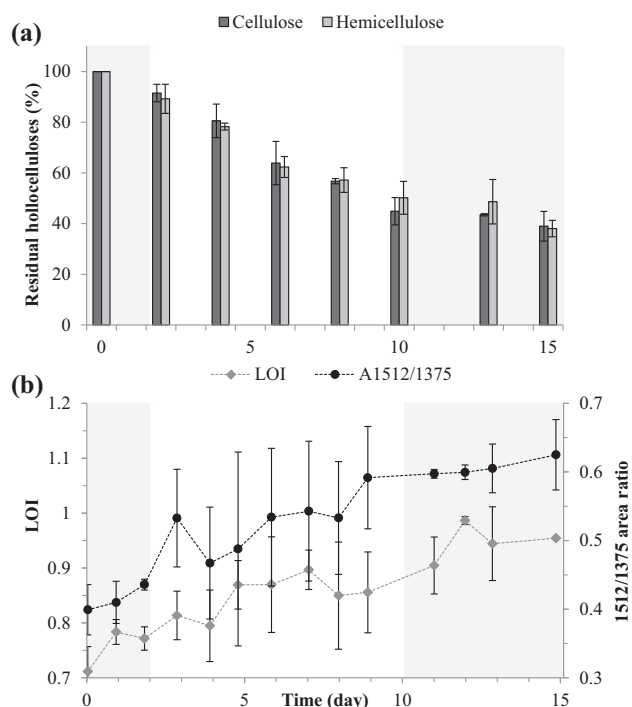 Cellulose Hemicellulose
(a)
Residual hollocelluloses (%)
100
80
60
40
20
0
0 5 10 15
LOI A1512/1375
(b)
LOI
1.2
1.1
1
0.9
0.8
0.7
0.7
0.6
0.5
0.4
0.3
1512/1375 area ratio
0 5 10 15
Time (day)